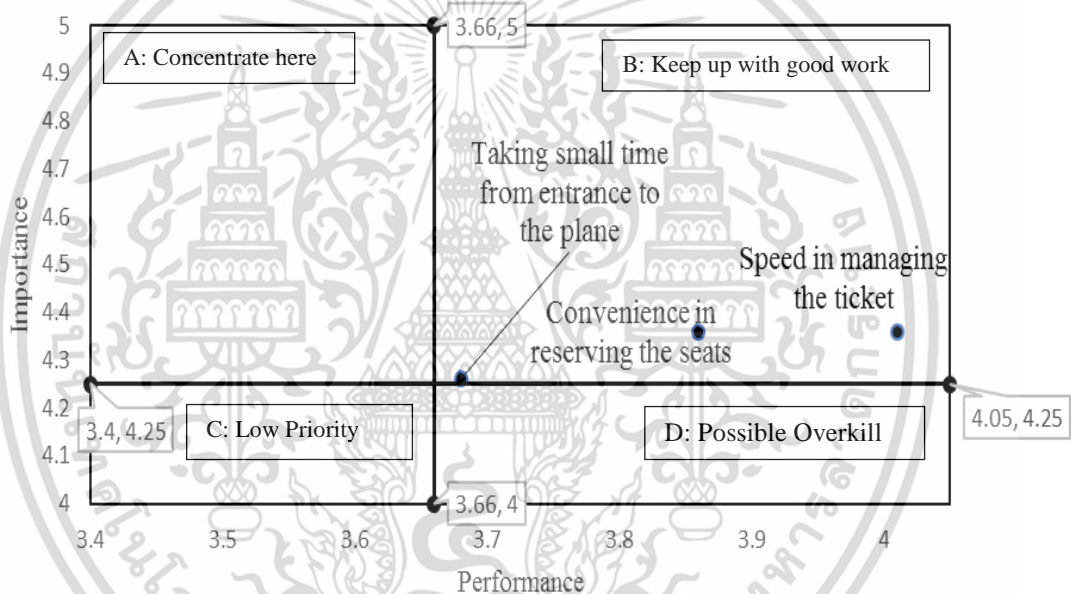 5
3.66, 5
A: Concentrate here
B: Keep up with good work
4.9
4.8
4.7
4.6
4.5
4.4
4.3
4.2
4.1
4
Importance
Taking small time
from entrance to
the plane
Speed in managing
the ticket
Convenience in
reserving the seats
3.4, 4.25
C: Low Priority
D: Possible Overkill
4.05, 4.25
3.66, 4
3.4
3.5
3.6
3.7
3.8
3.9
4
Performance